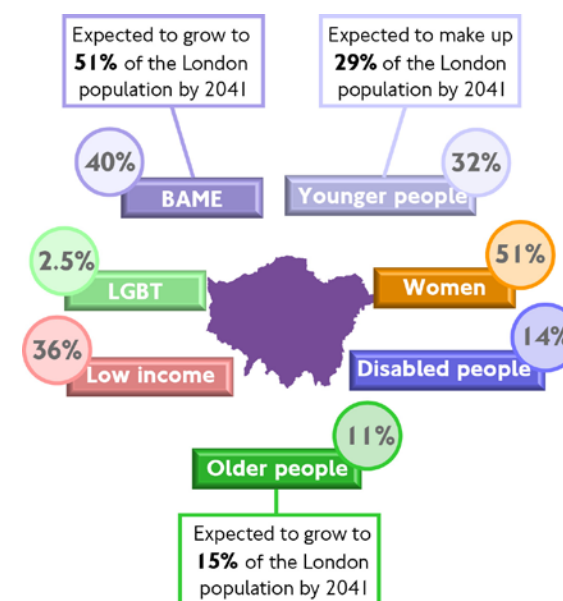 Expected to grow to
51% of the London
population by 2041
Expected to make up
29% of the London
population by 2041
40%
BAME
32%
Younger people
2.5%
LGBT
51%
Women
36%
Low income
14%
Disabled people
11%
Older people
Expected to grow to
15% of the London
population by 2041